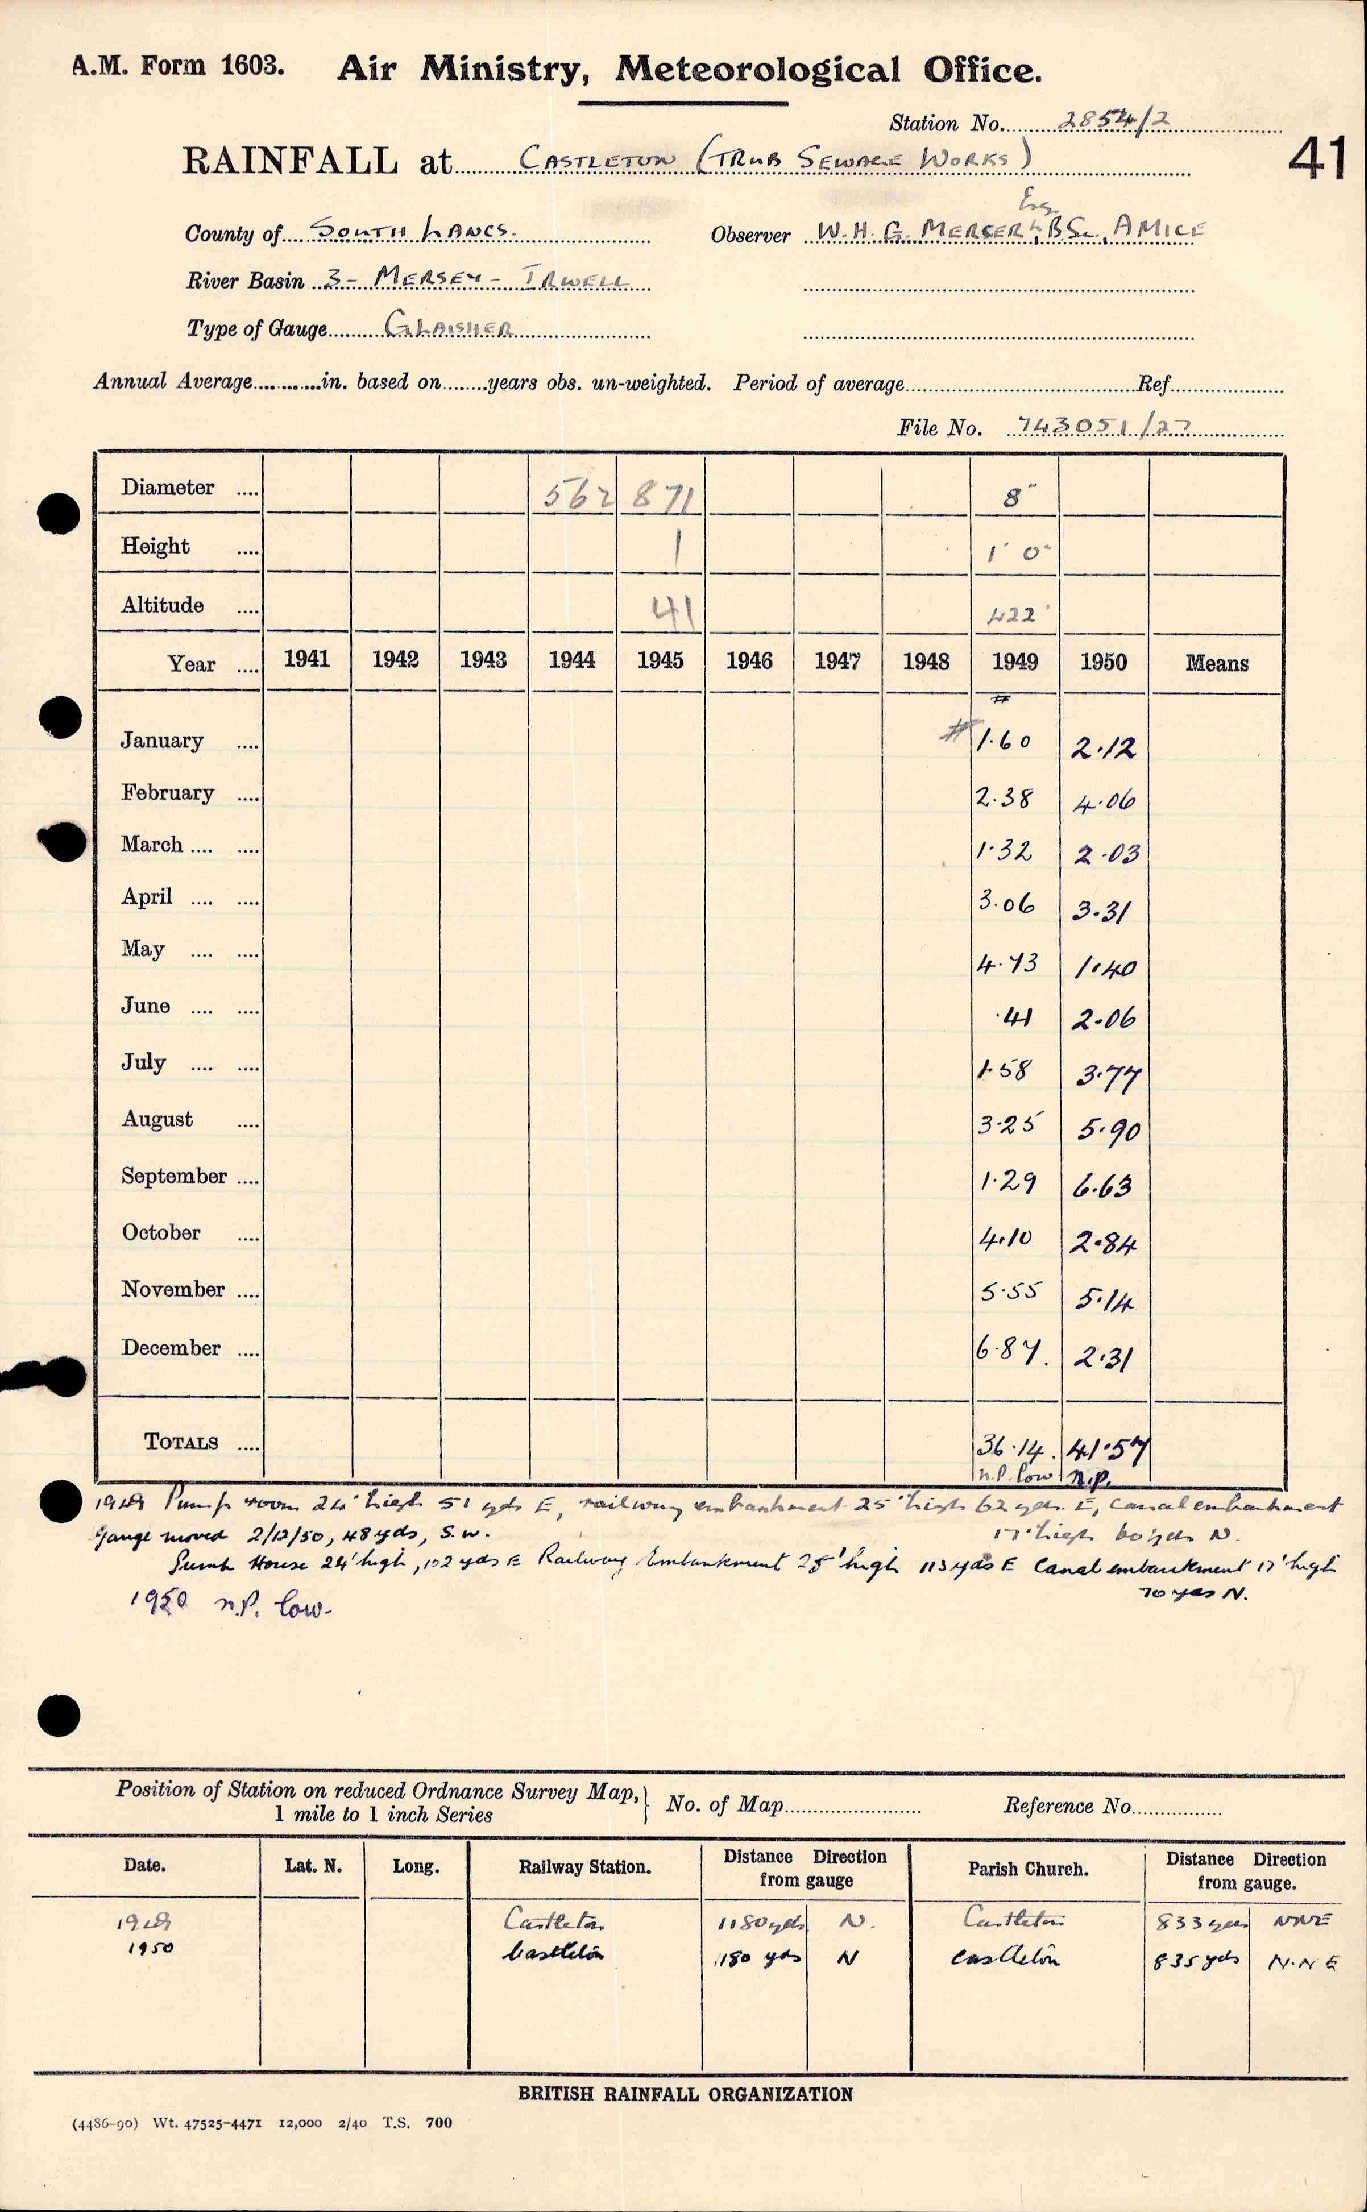 A.M. Form 1603. Air Ministry, Meteorological Office.
Station No. 2854/2
41
RAINFALL at CASTLETON (TRUB SEWAGE WORKS)
Esq
County of SOUTH LANCS. Observer W.H.G. MERCER, BSc, AMICE
River Basin 3- MERSEY - IRWELL
Type of Gauge GLAISHER
Annual Average in. based on years obs. un-weighted. Period of average Ref
File No. 743051/27
Diameter 562 871 8"
Height 1 1' 0"
Altitude 41 422'
Year 1941 1942 1943 1944 1945 1946 1947 1948 1949 1950 Means
#
January # 1.60 2.12
February 2.38 4.06
March 1.32 2.03
April 3.06 3.31
May 4.73 1.40
June .41 2.06
July 1.58 3.77
August 3.25 5.90
September 1.29 6.63
October 4.10 2.84
November 5.55 5.14
December 6.87 2.31
TOTALS 36.14 41.57
n.p. low n.p.
Pump room 24' high 51 yds E, railway embankment 25' high 62 yds E, Canal embankment
17' high 60 yds N.
Gauge moved 2/12/50, 48 yds, S.W.
House 24' high, 102 yds E Railway Embankment 25' high 113 yds E Canal embankment 17' high
70 yds N.
1950 n.p. low.
Position of Station on reduced Ordnance Survey Map,} No. of Map Reference No
1 mile to 1 inch Series
Date. Lat. N. Long. Railway Station. Distance Direction from gauge Parish Church. Distance Direction from gauge.
Castleton 1180 yds N. Castleton 833 yds NNE
1950 Castleton 1180 yds N Castleton 835 yds N.N E
BRITISH RAINFALL ORGANIZATION
(4486-90) Wt. 47525-4471 12,000 2/40 T.S. 700